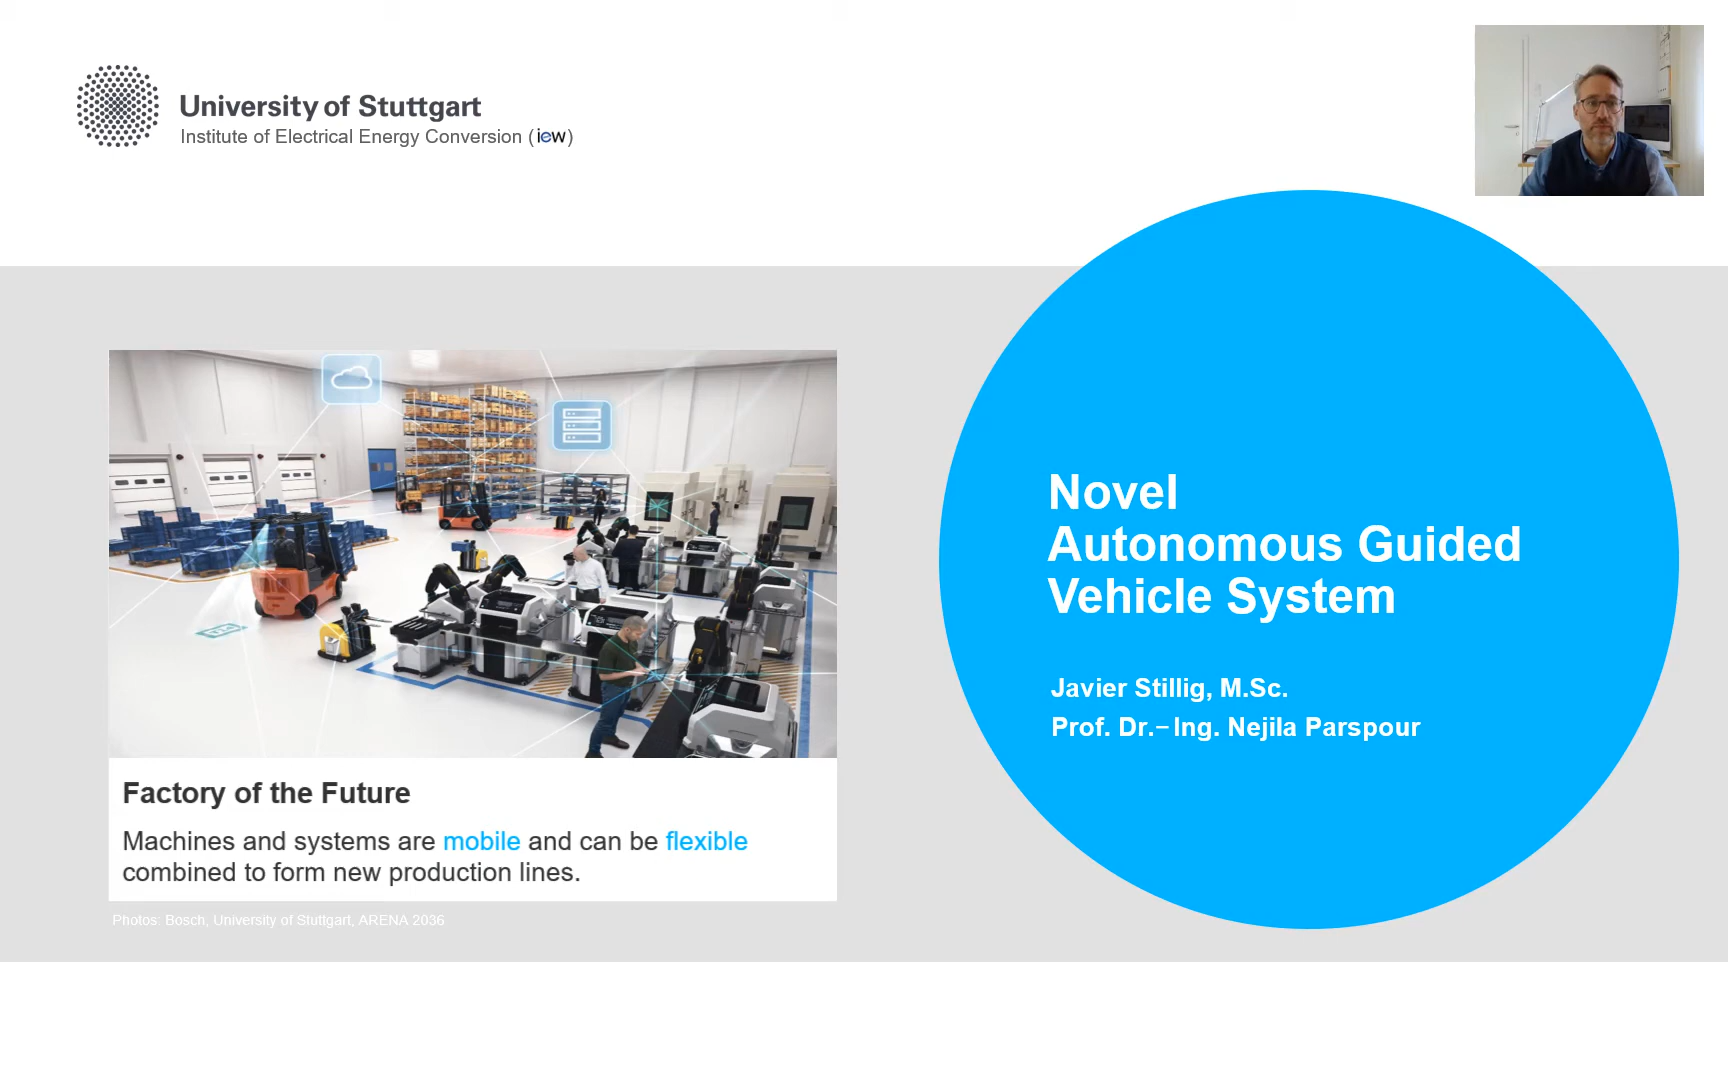 University of Stuttgart
Institute of Electrical Energy Conversion (iew)
Novel
Autonomous Guided
Vehicle System
Javier Stillig, M.Sc.
Prof. Dr.–Ing. Nejila Parspour
Factory of the Future
Machines and systems are mobile and can be flexible
combined to form new production lines.
Photos: Bosch, University of Stuttgart, ARENA 2036